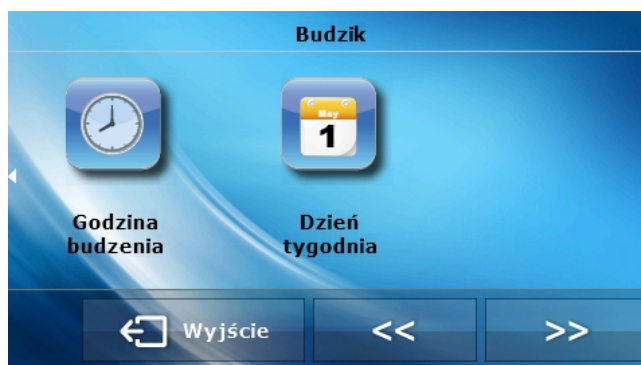 Budzik
May
1
Godzina
budzenia
Dzień
tygodnia
Wyjście
<<
>>